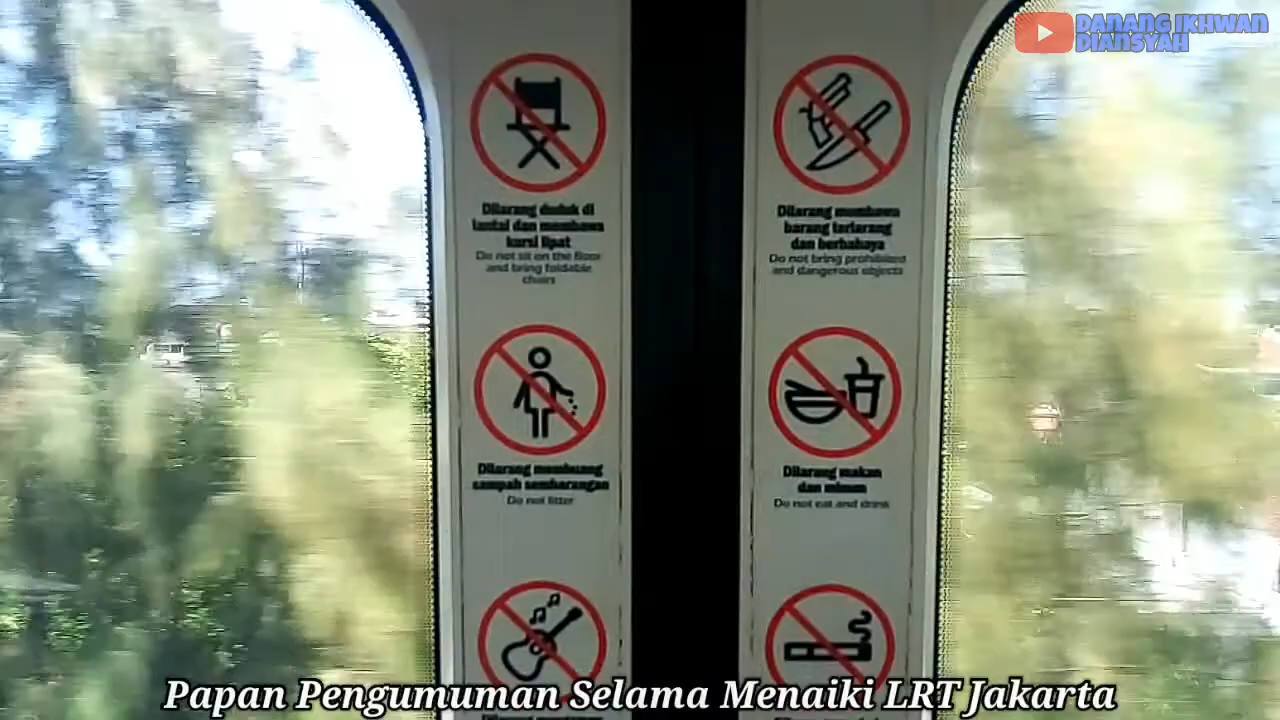 DANANG IKHWAN
DIANSYAH
Dilarang duduk di
lantai dan membawa
kursi lipat
Do not sit on the floor
and bring foldable
chairs
Dilarang membawa
barang terlarang
dan berbahaya
Do not bring prohibited
and dangerous objects
Dilarang membuang
sampah sembarangan
Do not litter
Dilarang makan
dan minum
Do not eat and drink
Papan Pengumuman Selama Menaiki LRT Jakarta